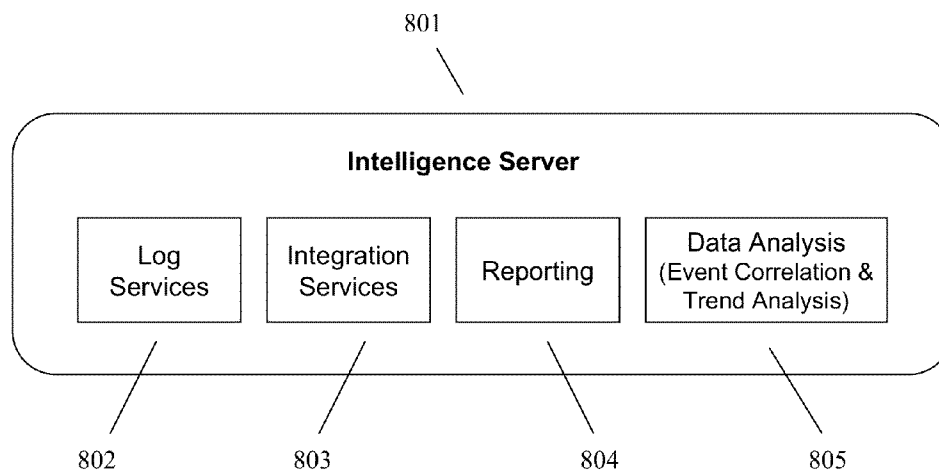 801
Intelligence Server
Log
Services
Integration
Services
Reporting
Data Analysis
(Event Correlation &
Trend Analysis)
802
803
804
805